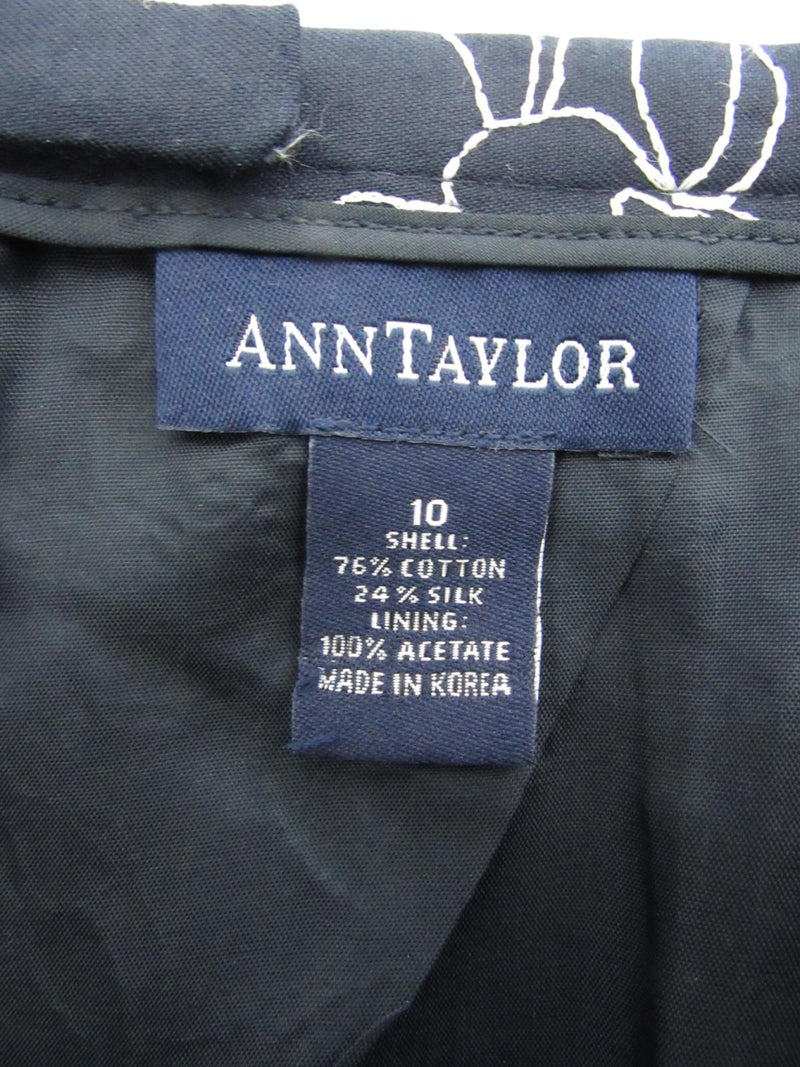 ANNTAYLOR
10
SHELL:
76% COTTON
24% SILK
LINING:
100% ACETATE
MADE IN KOREA